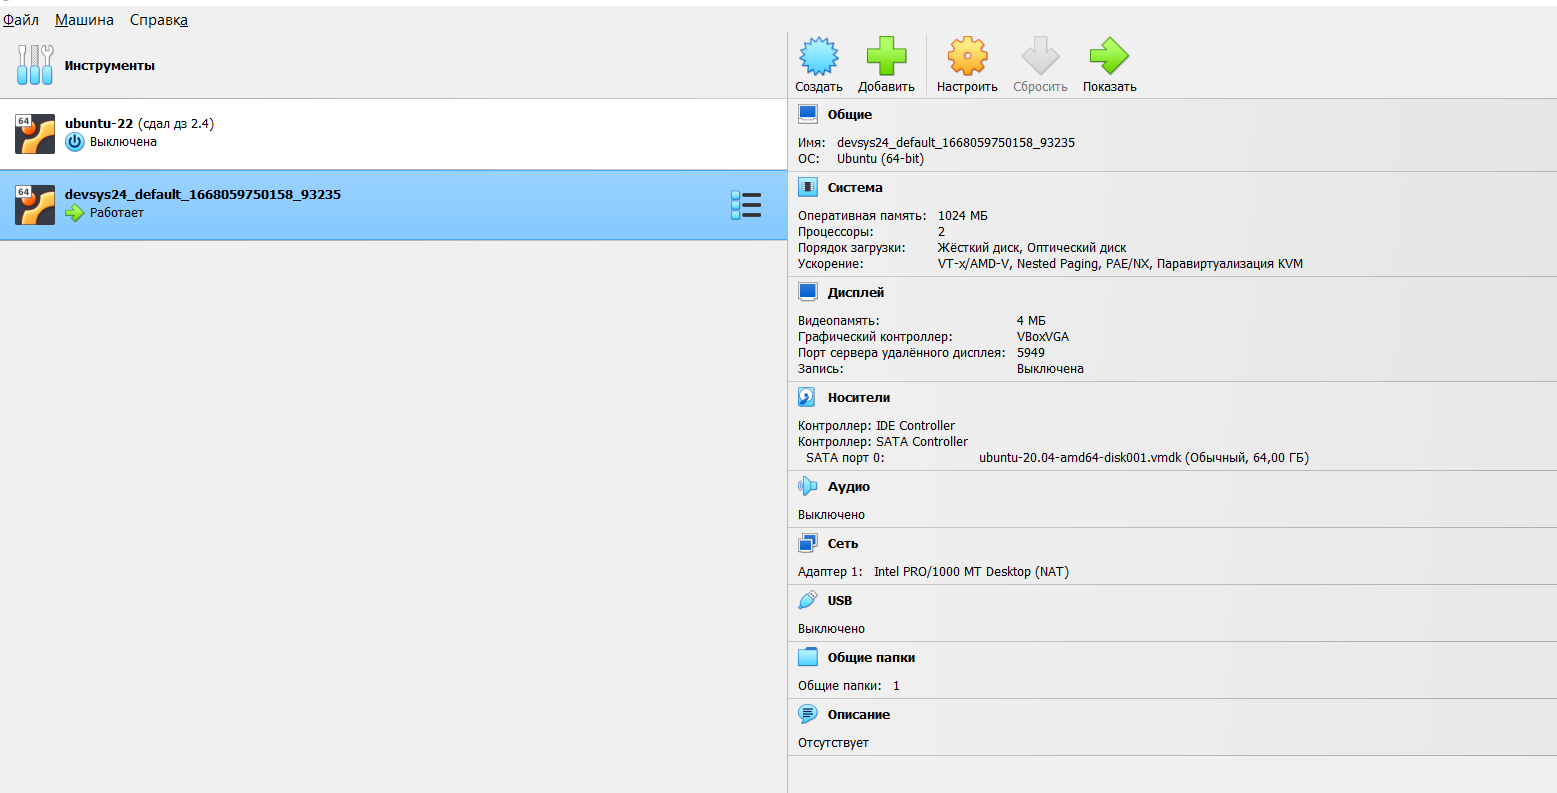 Файл Машина Справка
Инструменты
64
ubuntu-22 (сдал дз 2.4)
Выключена
64
devsys24_default_1668059750158_93235
Работает
Создать Добавить Настроить Сбросить Показать
Общие
Имя: devsys24_default_1668059750158_93235
ОС: Ubuntu (64-bit)
Система
Оперативная память: 1024 МБ
Процессоры: 2
Порядок загрузки: Жёсткий диск, Оптический диск
Ускорение: VT-x/AMD-V, Nested Paging, PAE/NX, Паравиртуализация KVM
Дисплей
Видеопамять: 4 МБ
Графический контроллер: VBoxVGA
Порт сервера удалённого дисплея: 5949
Запись: Выключена
Носители
Контроллер: IDE Controller
Контроллер: SATA Controller
SATA порт 0: ubuntu-20.04-amd64-disk001.vmdk (Обычный, 64,00 ГБ)
Аудио
Выключено
Сеть
Адаптер 1: Intel PRO/1000 MT Desktop (NAT)
USB
Выключено
Общие папки
Общие папки: 1
Описание
Отсутствует